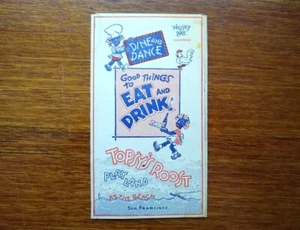 DINE AND
DANCE
GOOD THINGS
TO
EAT AND
DRINK
TOPSY'S ROOST
PLAYLAND
AT THE BEACH
SAN FRANCISCO